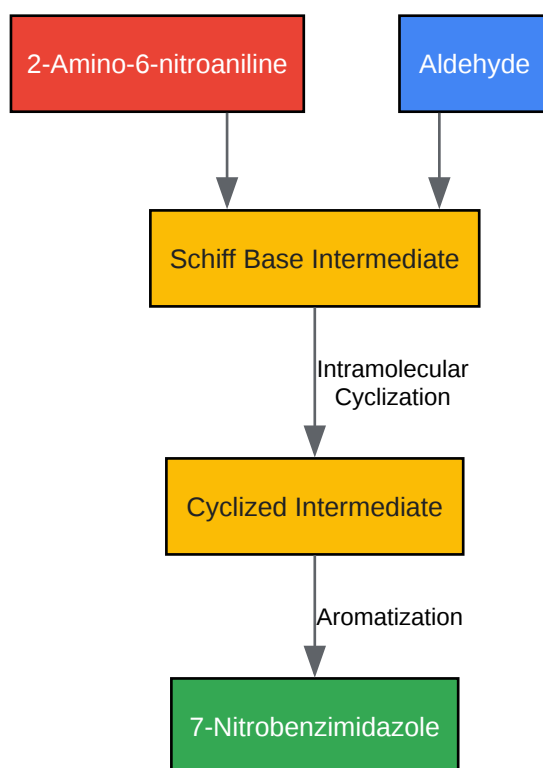 2-Amino-6-nitroaniline
Aldehyde
Schiff Base Intermediate
Intramolecular
Cyclization
Cyclized Intermediate
Aromatization
7-Nitrobenzimidazole